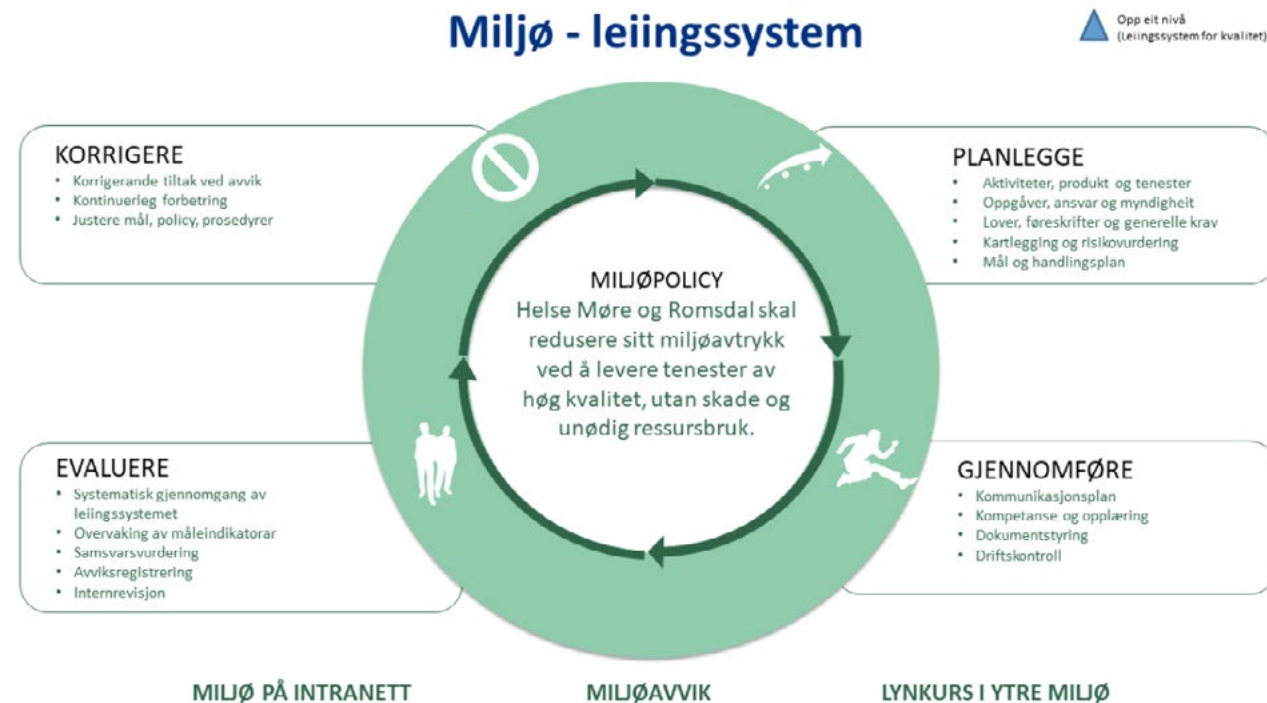 Miljø - leiingssystem
Opp eit nivå
(Leiingssystem for kvalitet)
KORRIGERE
• Korrigerande tiltak ved avvik
• Kontinuerleg forbetring
• Justere mål, policy, prosedyrer
PLANLEGGE
• Aktiviteter, produkt og tenester
• Oppgåver, ansvar og myndigheit
• Lover, føreskrifter og generelle krav
• Kartlegging og risikovurdering
• Mål og handlingsplan
MILJØPOLICY
Helse Møre og Romsdal skal
redusere sitt miljøavtrykk
ved å levere tenester av
høg kvalitet, utan skade og
unødig ressursbruk.
EVALUERE
• Systematisk gjennomgang av
leiingssystemet
• Overvaking av måleindikatorar
• Samsvarsvurdering
• Avviksregistrering
• Internrevisjon
GJENNOMFØRE
• Kommunikasjonsplan
• Kompetanse og opplæring
• Dokumentstyring
• Driftskontroll
MILJØ PÅ INTRANETT
MILJØAVVIK
LYNKURS I YTRE MILJØ